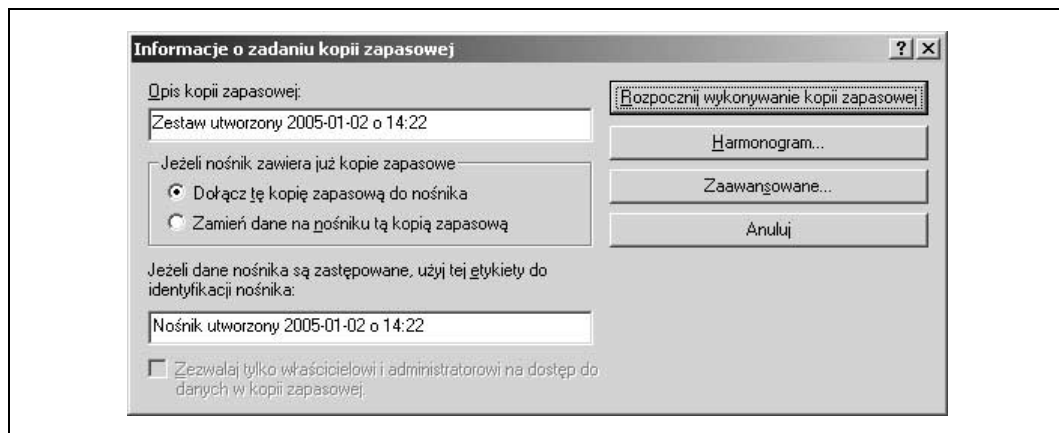 Informacje o zadaniu kopii zapasowej
Opis kopii zapasowej:
Zestaw utworzony 2005-01-02 o 14:22
Jeżeli nośnik zawiera już kopie zapasowe
Dołącz tę kopię zapasową do nośnika
Zamień dane na nośniku tą kopią zapasową
Jeżeli dane nośnika są zastępowane, użyj tej etykiety do
identyfikacji nośnika:
Nośnik utworzony 2005-01-02 o 14:22
Zezwalaj tylko właścicielowi i administratorowi na dostęp do
danych w kopii zapasowej.
Rozpocznij wykonywanie kopii zapasowej
Harmonogram...
Zaawansowane...
Anuluj